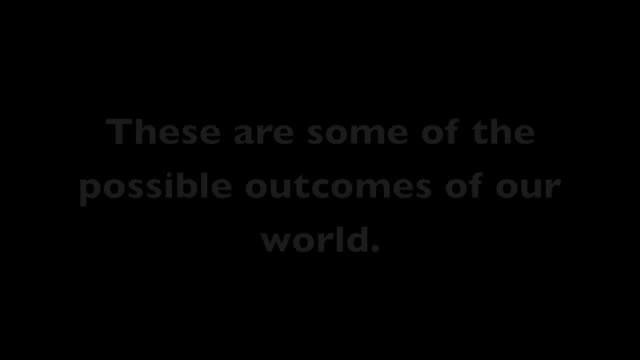 These are some of the
possible outcomes of our
world.